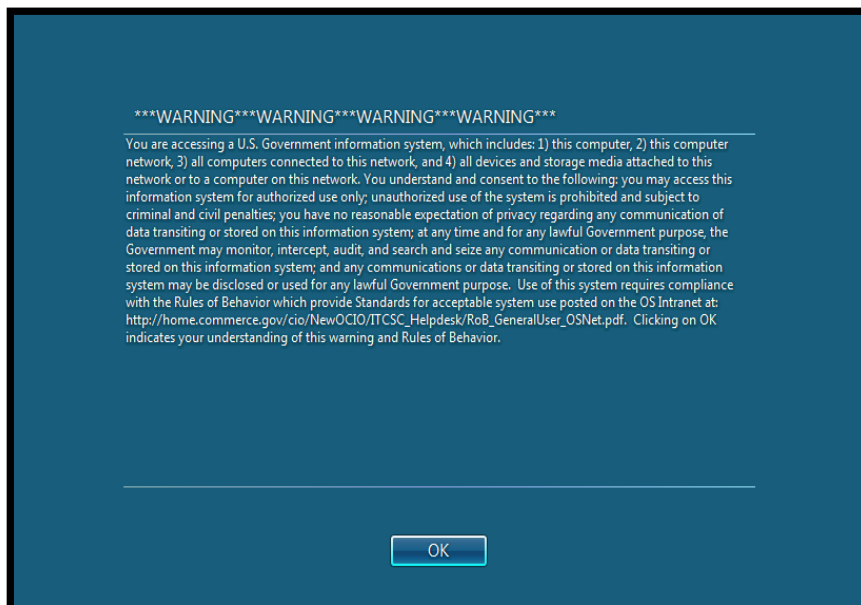 ***WARNING***WARNING***WARNING***WARNING***
You are accessing a U.S. Government information system, which includes: 1) this computer, 2) this computer
network, 3) all computers connected to this network, and 4) all devices and storage media attached to this
network or to a computer on this network. You understand and consent to the following: you may access this
information system for authorized use only; unauthorized use of the system is prohibited and subject to
criminal and civil penalties; you have no reasonable expectation of privacy regarding any communication of
data transiting or stored on this information system; at any time and for any lawful Government purpose, the
Government may monitor, intercept, audit, and search and seize any communication or data transiting or
stored on this information system; and any communications or data transiting or stored on this information
system may be disclosed or used for any lawful Government purpose.  Use of this system requires compliance
with the Rules of Behavior which provide Standards for acceptable system use posted on the OS Intranet at:
http://home.commerce.gov/cio/NewOCIO/ITCSC_Helpdesk/RoB_GeneralUser_OSNet.pdf.  Clicking on OK
indicates your understanding of this warning and Rules of Behavior.
OK